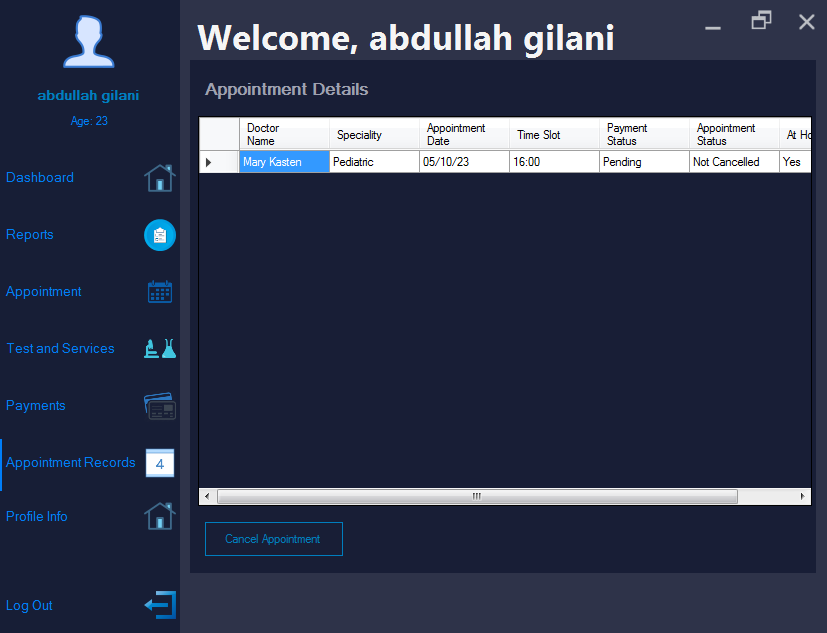 abdullah gilani
Age: 23
Dashboard
Reports
Appointment
Test and Services
Payments
Appointment Records
4
Profile Info
Log Out
Welcome, abdullah gilani
Appointment Details
Doctor Name Speciality Appointment Date Time Slot Payment Status Appointment Status At Ho
Mary Kasten Pediatric 05/10/23 16:00 Pending Not Cancelled Yes
Cancel Appointment